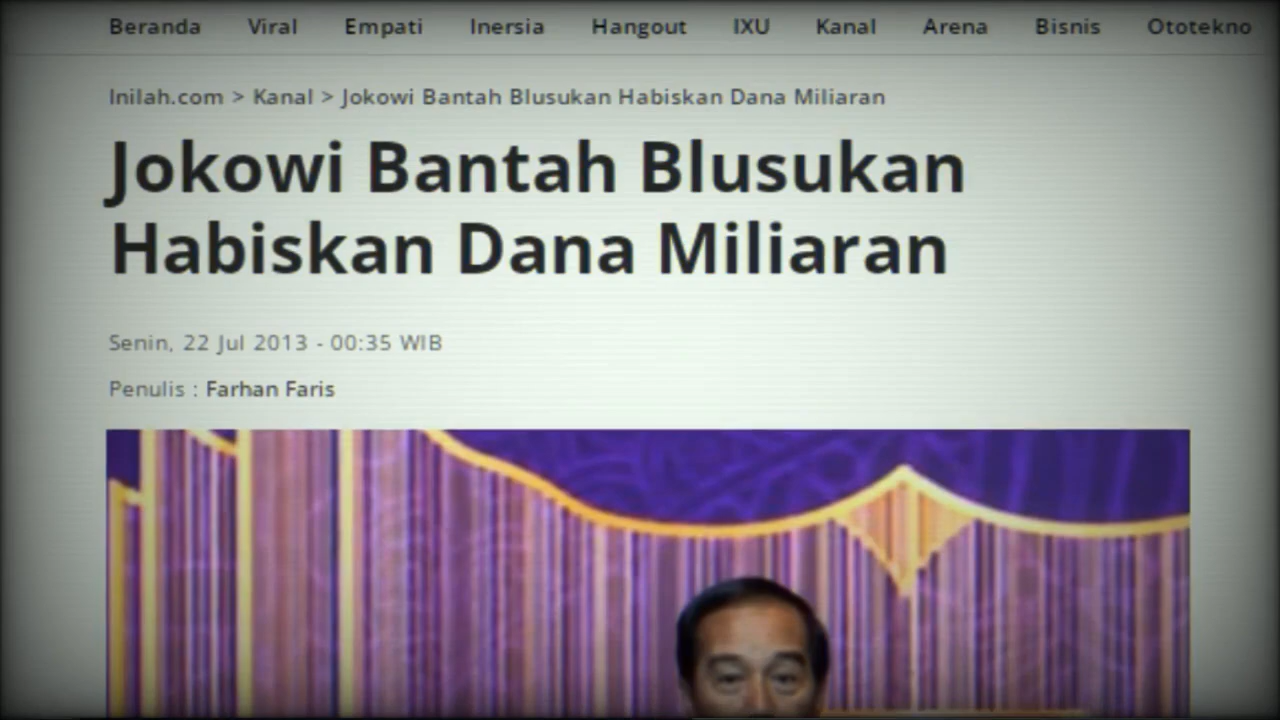 Beranda Viral Empati Inersia Hangout IXU Kanal Arena Bisnis Ototekno
Inilah.com > Kanal > Jokowi Bantah Blusukan Habiskan Dana Miliaran
Jokowi Bantah Blusukan
Habiskan Dana Miliaran
Senin, 22 Jul 2013 - 00:35 WIB
Penulis : Farhan Faris